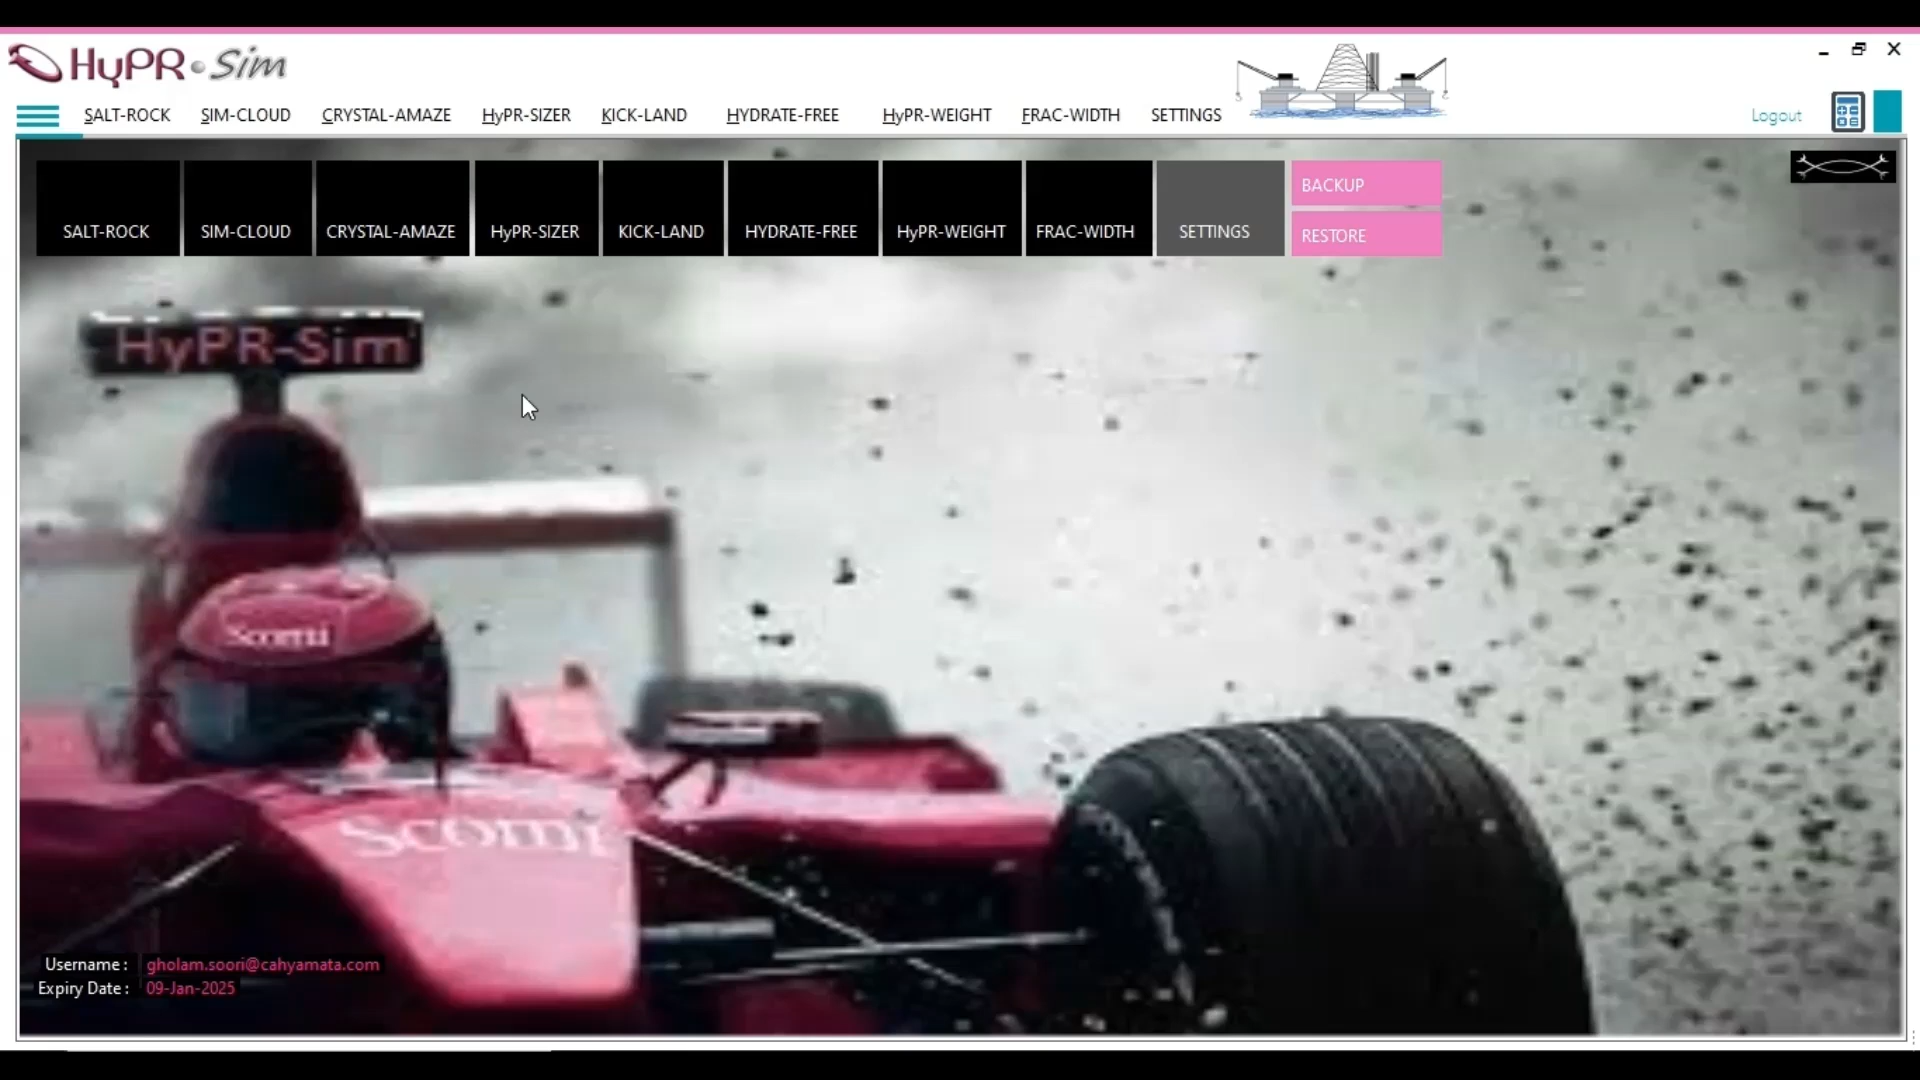 HyPR•Sim
SALT-ROCK SIM-CLOUD CRYSTAL-AMAZE HyPR-SIZER KICK-LAND HYDRATE-FREE HyPR-WEIGHT FRAC-WIDTH SETTINGS Logout
SALT-ROCK SIM-CLOUD CRYSTAL-AMAZE HyPR-SIZER KICK-LAND HYDRATE-FREE HyPR-WEIGHT FRAC-WIDTH SETTINGS
BACKUP
RESTORE
HyPR-Sim
Scomi
Scomi
Username : gholam.soori@cahyamata.com
Expiry Date : 09-Jan-2025